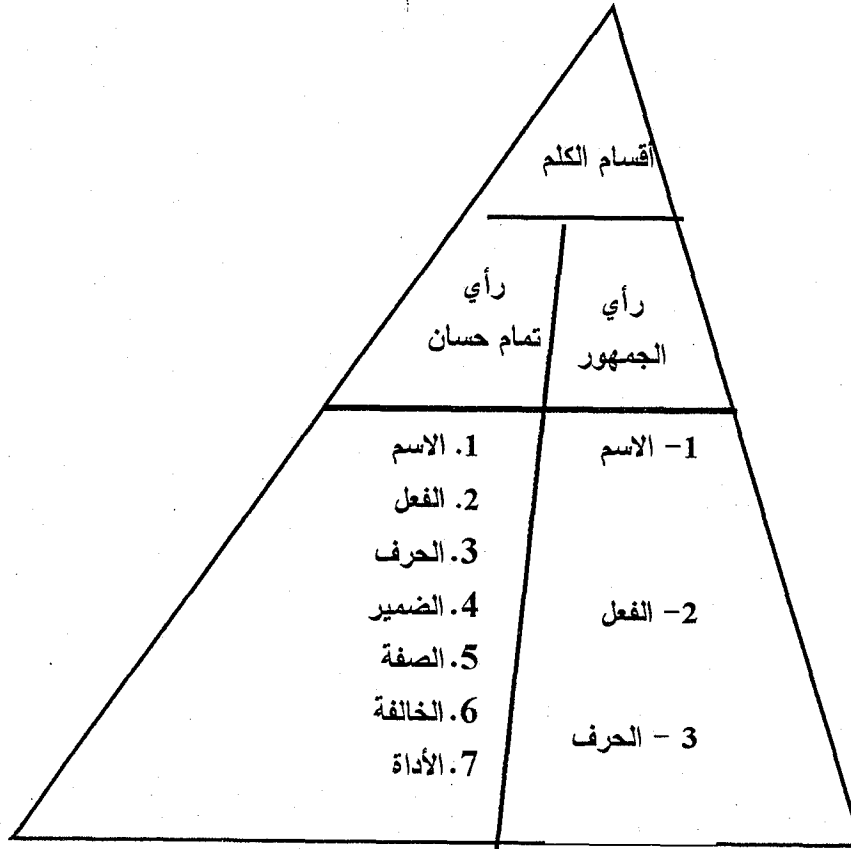 أقسام الكلم
رأي
الجمهور
1- الاسم
2- الفعل
3 - الحرف
رأي
تمام حسان
1. الاسم
2. الفعل
3. الحرف
4. الضمير
5. الصفة
6. الخالفة
7. الأداة